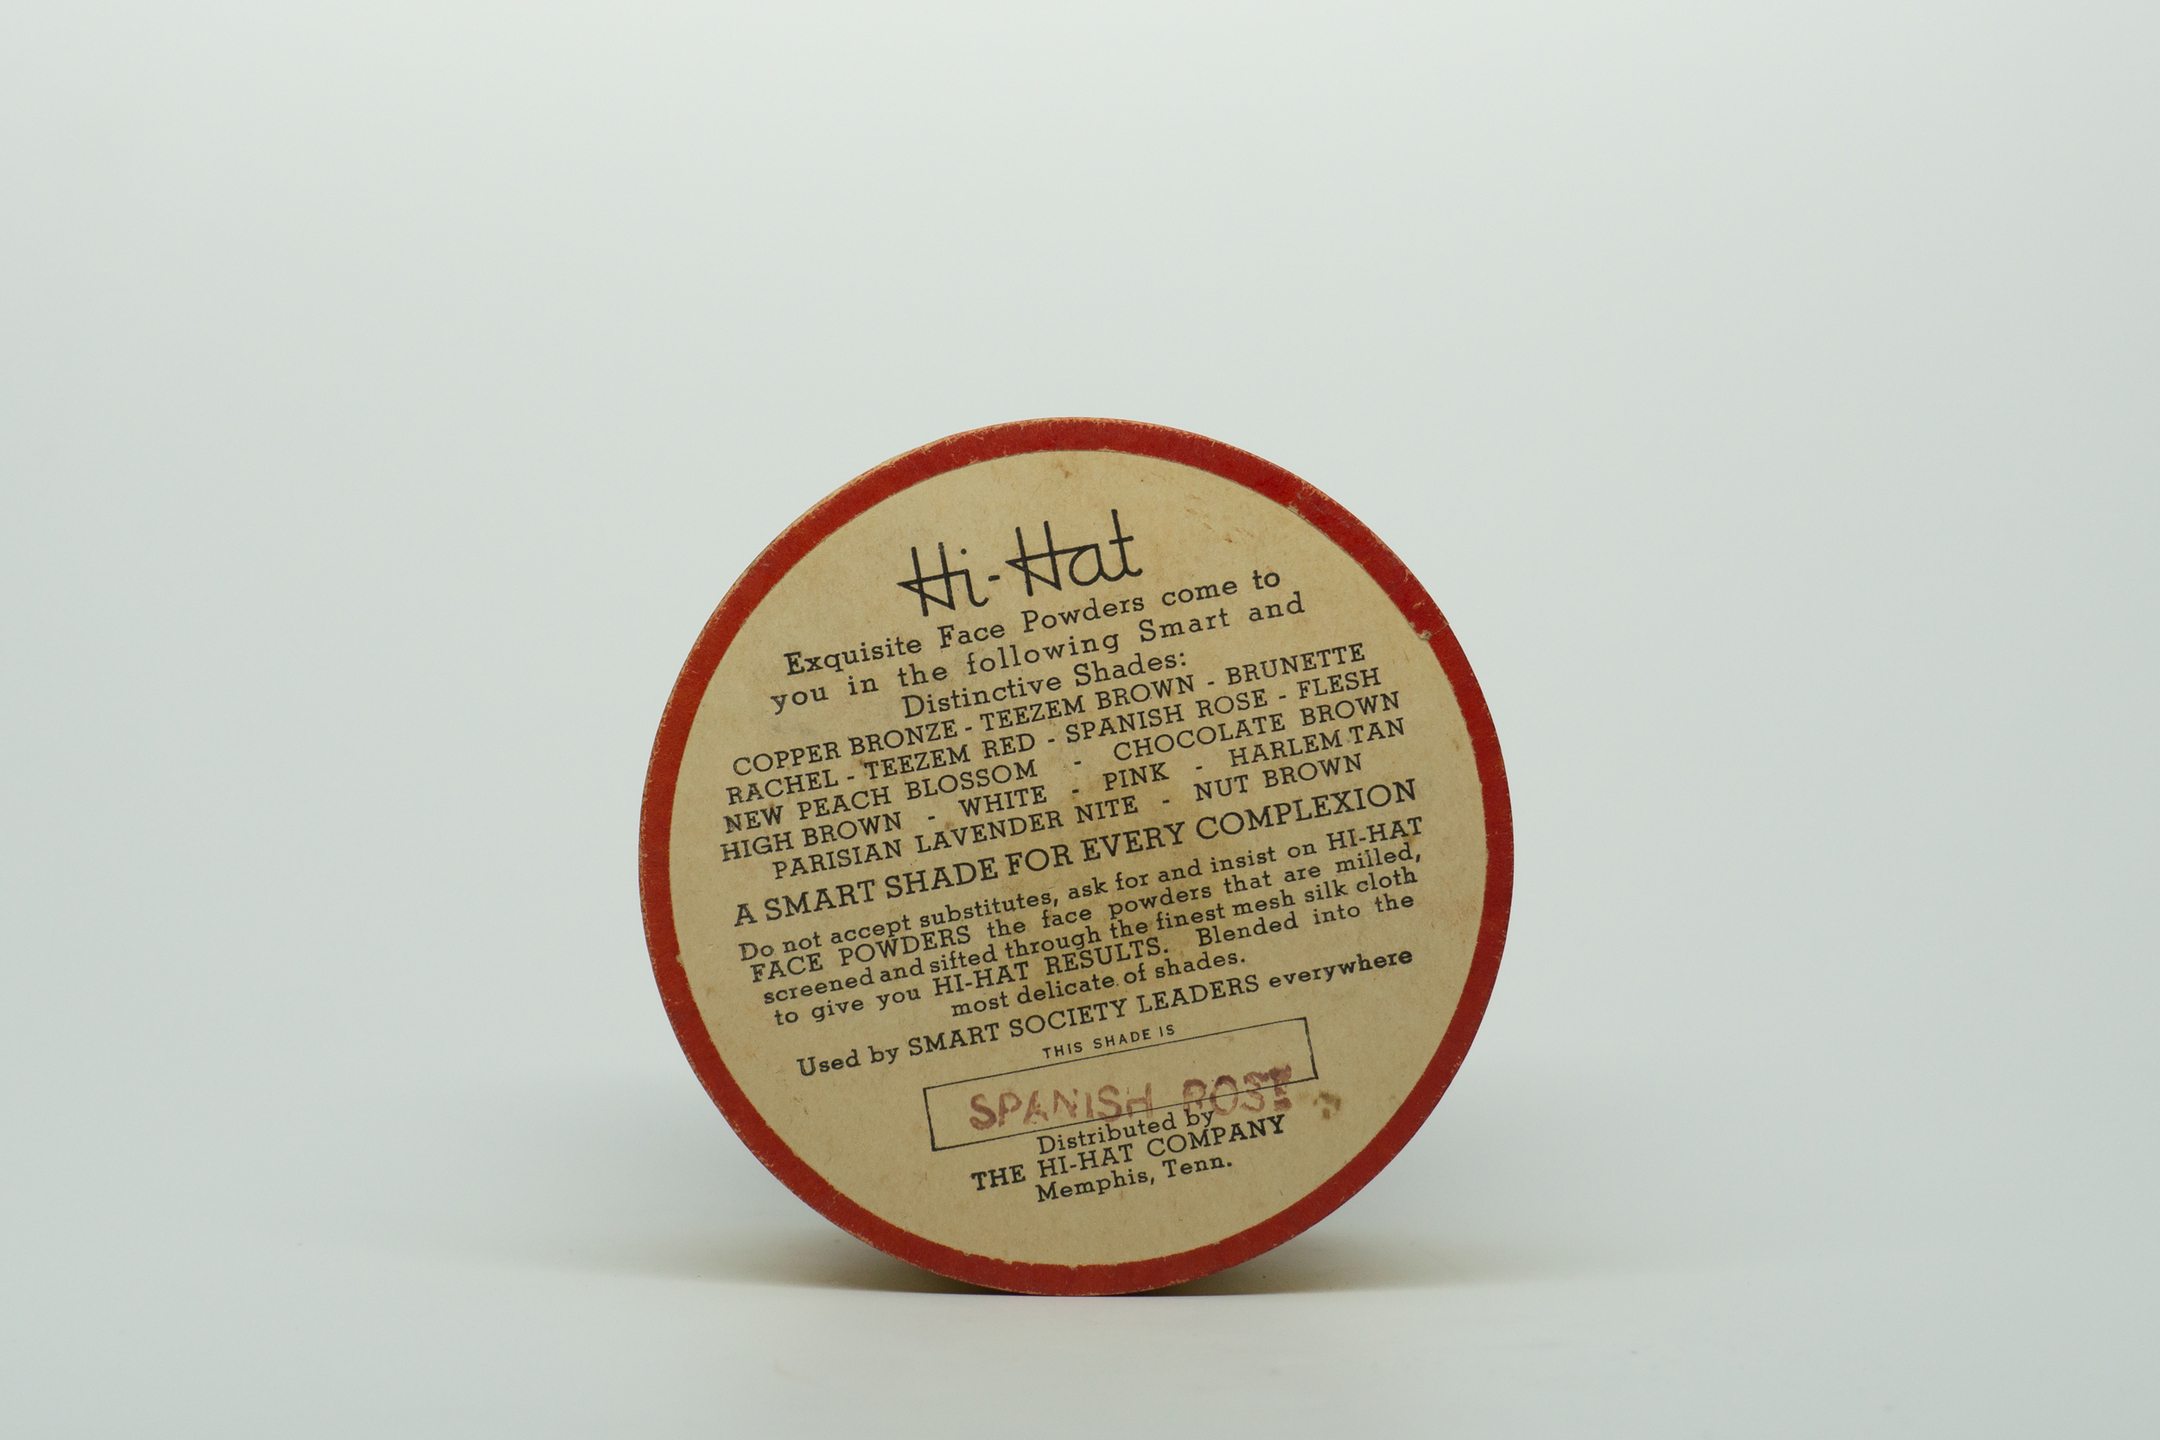 Hi-Hat
Exquisite Face Powders come to
you in the following Smart and
Distinctive Shades:
COPPER BRONZE - TEEZEM BROWN - BRUNETTE
RACHEL - TEEZEM RED - SPANISH ROSE - FLESH
NEW PEACH BLOSSOM - CHOCOLATE BROWN
HIGH BROWN - WHITE - PINK - HARLEM TAN
PARISIAN LAVENDER NITE - NUT BROWN
A SMART SHADE FOR EVERY COMPLEXION
Do not accept substitutes, ask for and insist on HI-HAT
FACE POWDERS the face powders that are milled,
screened and sifted through the finest mesh silk cloth
to give you HI-HAT RESULTS. Blended into the
most delicate of shades.
Used by SMART SOCIETY LEADERS everywhere
THIS SHADE IS
SPANISH ROSE
Distributed by
THE HI-HAT COMPANY
Memphis, Tenn.